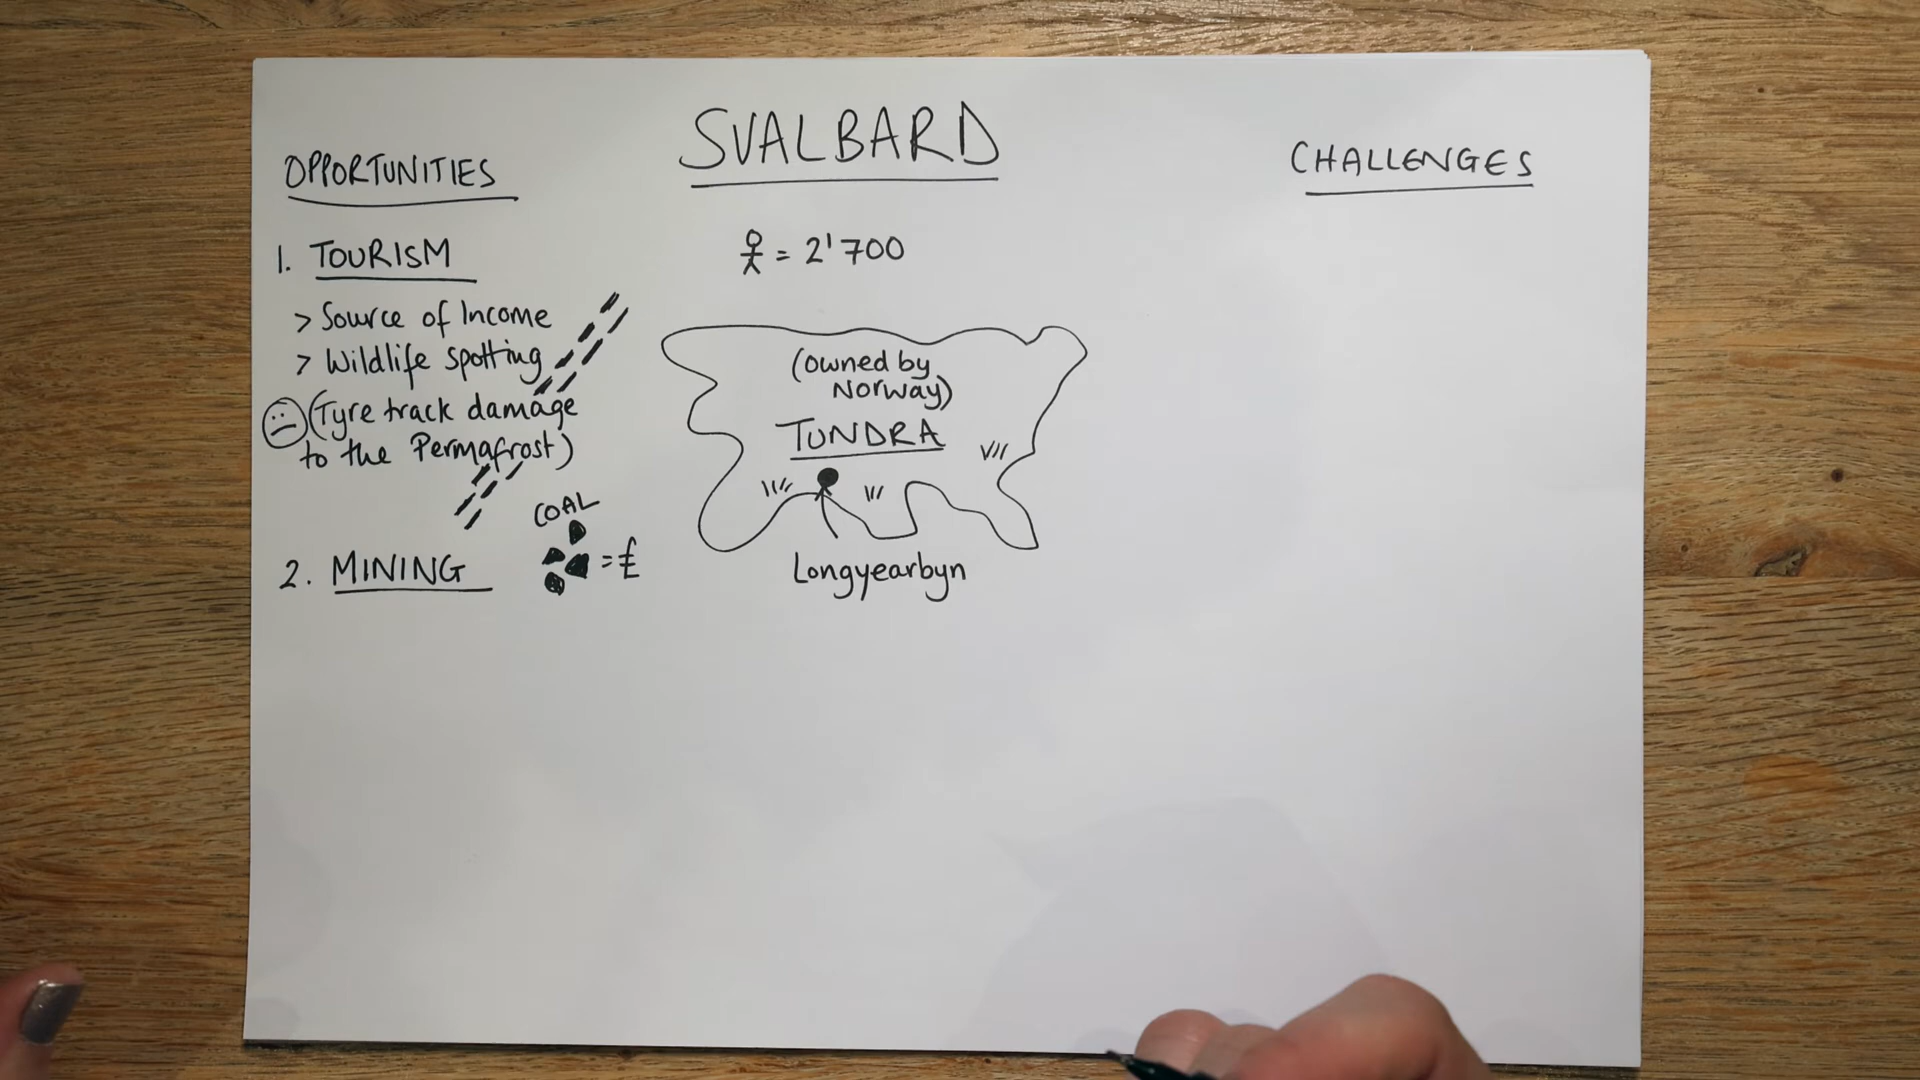 SVALBARD
OPPORTUNITIES
1. TOURISM
> Source of Income
> Wildlife spotting
(Tyre track damage
to the Permafrost)
COAL
= £
2. MINING
= 2'700
(owned by
Norway)
TUNDRA
Longyearbyn
CHALLENGES